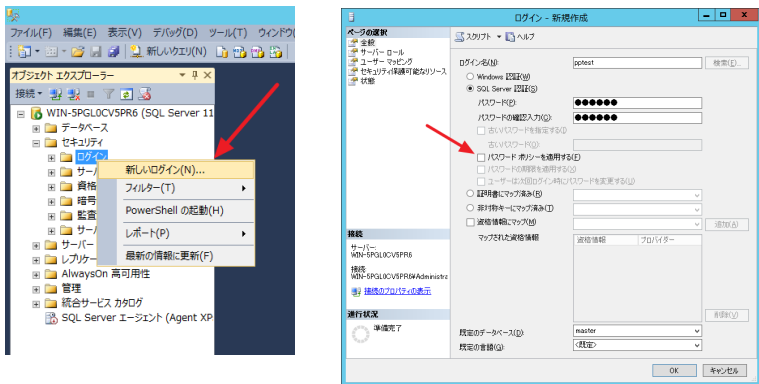 ファイル(F) 編集(E) 表示(V) デバッグ(D) ツール(T) ウィンドウ(
新しいクエリ(N)
オブジェクト エクスプローラー
接続
WIN-5PGL0CV5PR6 (SQL Server 11
データベース
セキュリティ
ログイン
サー
資格
暗号
監査
サー
サーバー
レプリケー
AlwaysOn 高可用性
管理
統合サービス カタログ
SQL Server エージェント (Agent XP
新しいログイン(N)...
フィルター(T)
PowerShell の起動(H)
レポート(P)
最新の情報に更新(F)
ログイン - 新規作成
ページの選択
全般
サーバー ロール
ユーザー マッピング
セキュリティ保護可能なリソース
状態
スクリプト
ヘルプ
ログイン名(N):
pptest
検索(E)...
Windows 認証(W)
SQL Server 認証(S)
パスワード(P):
●●●●●●
パスワードの確認入力(C):
●●●●●●
古いパスワードを指定する(I)
古いパスワード(O):
パスワード ポリシーを適用する(F)
パスワードの期限を適用する(X)
ユーザーは次回ログイン時にパスワードを変更する(U)
証明書にマップ済み(R)
非対称キーにマップ済み(T)
資格情報にマップ(M)
追加(A)
マップされた資格情報
資格情報 プロバイダー
削除(V)
既定のデータベース(D):
master
既定の言語(G):
<既定>
接続
サーバー:
WIN-5PGL0CV5PR6
接続:
WIN-5PGL0CV5PR6¥Administra
接続のプロパティの表示
進行状況
準備完了
OK
キャンセル